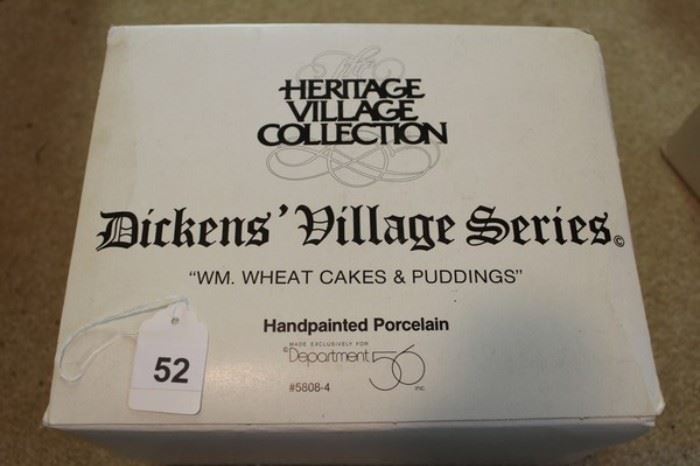 The
HERITAGE
VILLAGE
COLLECTION
Dickens' Village Series©
"WM. WHEAT CAKES & PUDDINGS"
Handpainted Porcelain
MADE EXCLUSIVELY FOR
©Department 56 inc.
#5808-4
52